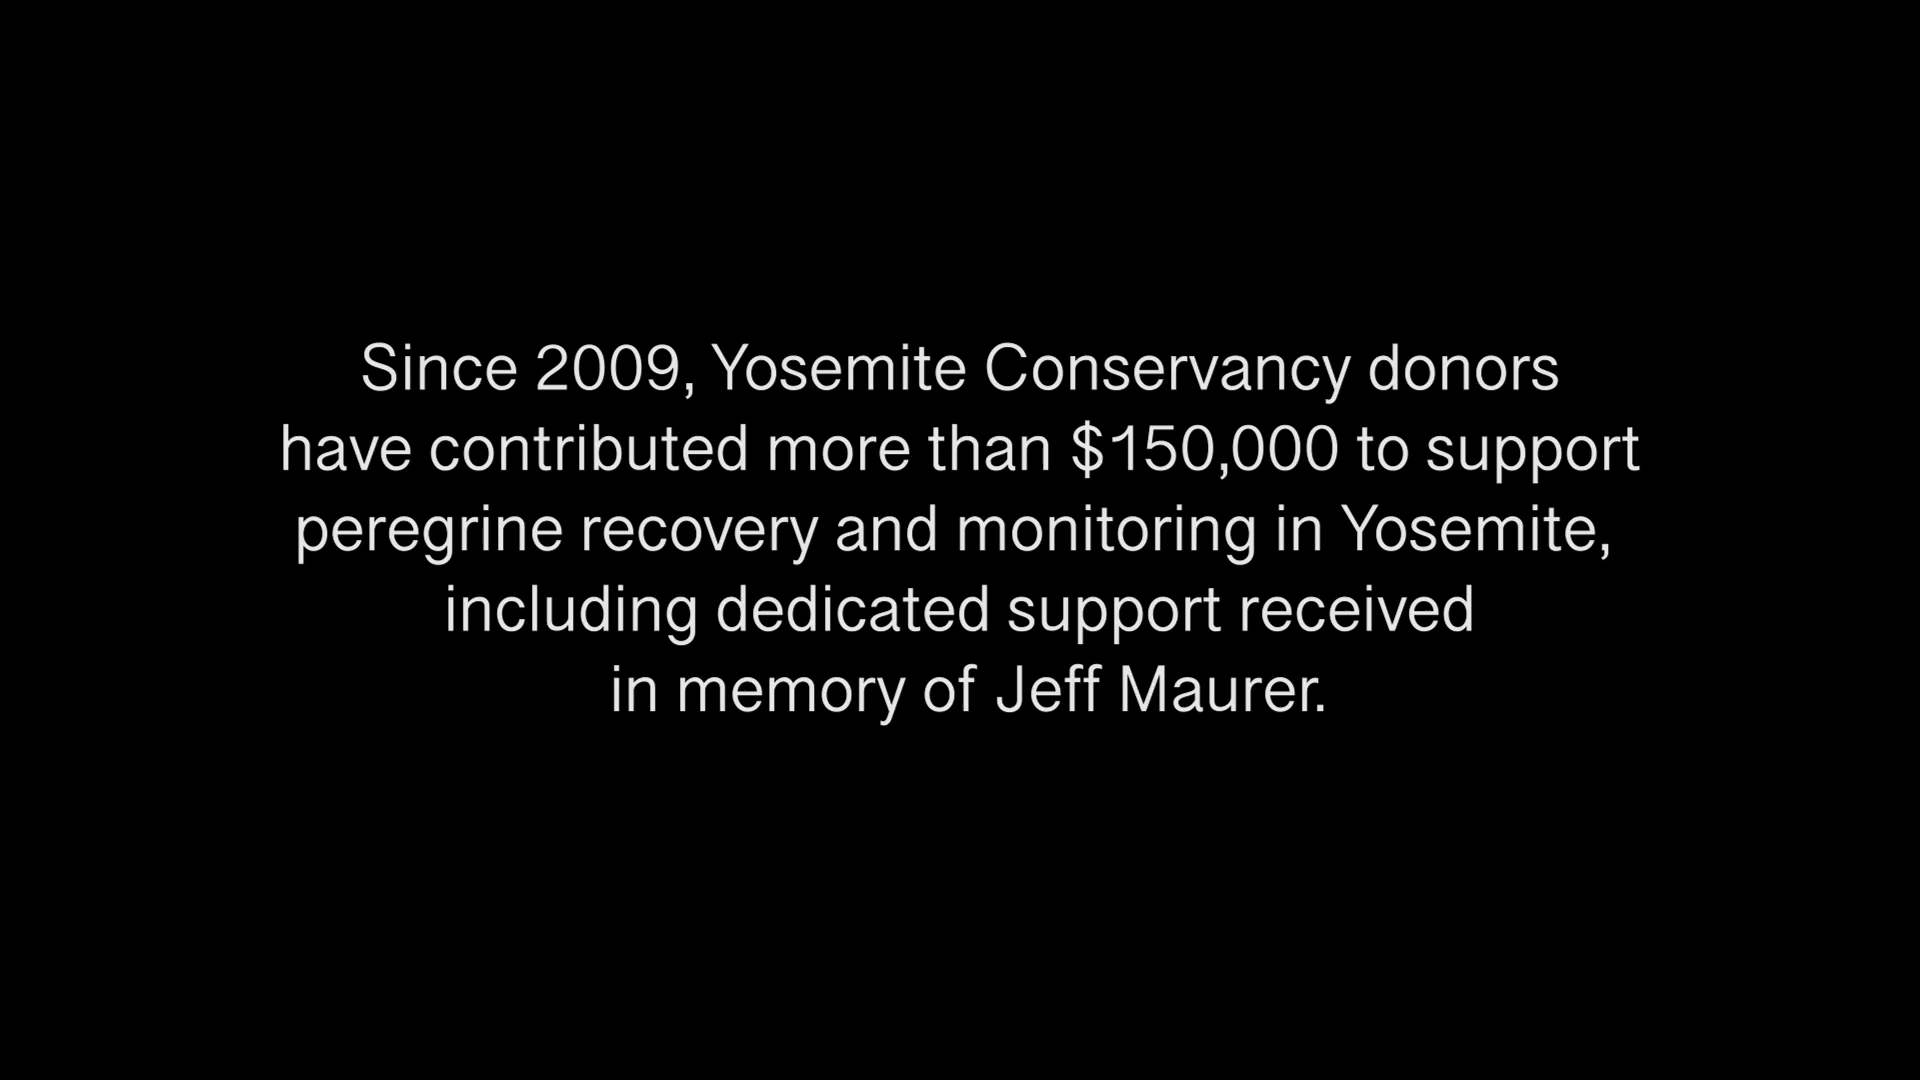 Since 2009, Yosemite Conservancy donors
have contributed more than $150,000 to support
peregrine recovery and monitoring in Yosemite,
including dedicated support received
in memory of Jeff Maurer.